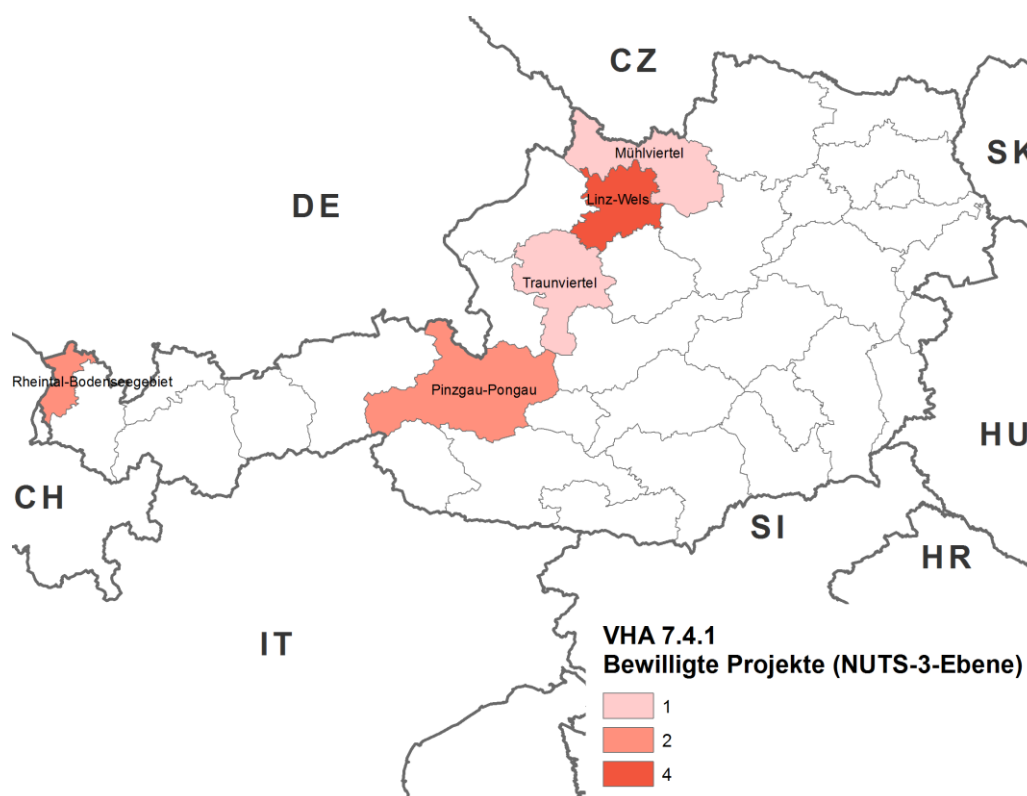 CZ
SK
Mühlviertel
DE
Linz-Wels
Traunviertel
Rheintal-Bodenseegebiet
Pinzgau-Pongau
HU
CH
SI
HR
IT
VHA 7.4.1
Bewilligte Projekte (NUTS-3-Ebene)
1
2
4